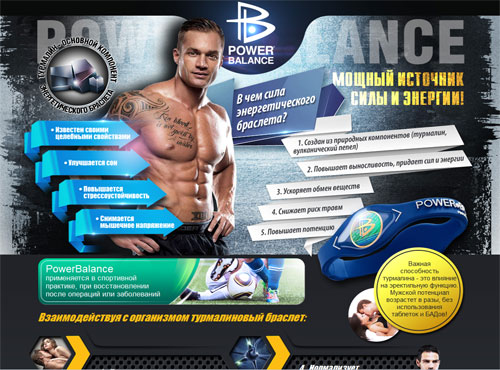 POWER BALANCE
POWER
BALANCE
ТУРМАЛИН- ОСНОВНОЙ КОМПОНЕНТ
ЭНЕРГЕТИЧЕСКОГО БРАСЛЕТА
МОЩНЫЙ ИСТОЧНИК
СИЛЫ И ЭНЕРГИИ!
В чем сила
энергетического
браслета?
1. Создан из природных компонентов (турмалин,
вулканический пепел)
2. Повышает выносливость, придает сил и энергии
3. Ускоряет обмен веществ
4. Снижает риск травм
5. Повышает потенцию
• Известен своими
целебными свойствами
• Улучшается сон
• Повышается
стрессоустойчивость
• Снимается
мышечное напряжение
POWER
PowerBalance
применяется в спортивной
практике, при восстановлении
после операций или заболеваний
Важная
способность
турмалина - это влияние
на эректильную функцию.
Мужской потенциал
возрастет в разы, без
использования
таблеток и БАДов!
Взаимодействуя с организмом турмалиновый браслет:
4. Нормализует